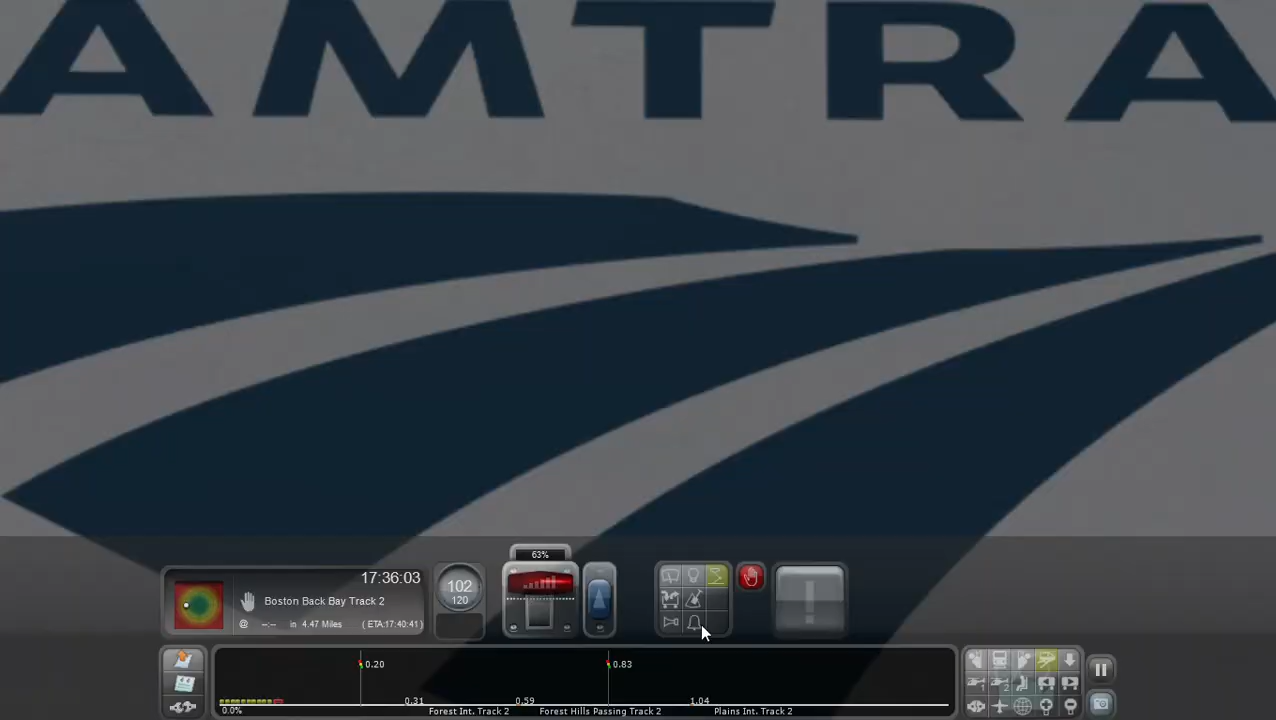 AMTRA
63%
17:36:03
102
120
Boston Back Bay Track 2
@ --:-- in 4.47 Miles ( ETA:17:40:41)
0.20
0.83
0.31
0.59
1.04
0.0%
Forest Int. Track 2
Forest Hills Passing Track 2
Plains Int. Track 2